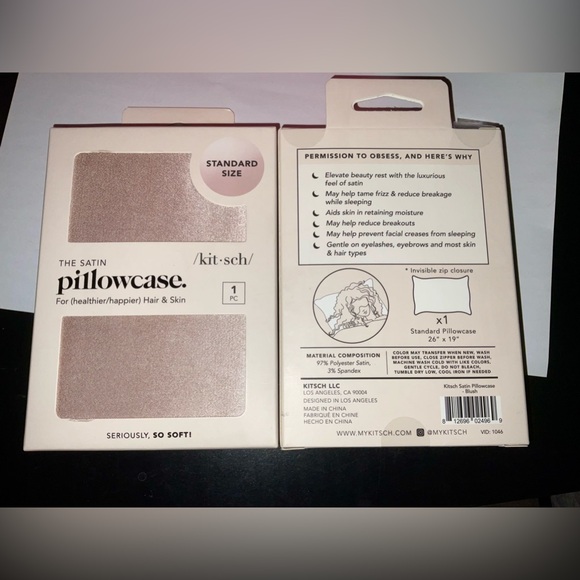 STANDARD
SIZE
THE SATIN
pillowcase.
/kit•sch/
For (healthier/happier) Hair & Skin
1
PC
SERIOUSLY, SO SOFT!
PERMISSION TO OBSESS, AND HERE'S WHY
Elevate beauty rest with the luxurious
feel of satin
May help tame frizz & reduce breakage
while sleeping
Aids skin in retaining moisture
May help reduce breakouts
May help prevent facial creases from sleeping
Gentle on eyelashes, eyebrows and most skin
& hair types
* Invisible zip closure
x1
Standard Pillowcase
26" x 19"
MATERIAL COMPOSITION
97% Polyester Satin,
3% Spandex
COLOR MAY TRANSFER WHEN NEW, WASH
BEFORE USE, CLOSE ZIPPER BEFORE WASH,
MACHINE WASH COLD WITH LIKE COLORS,
GENTLE CYCLE, DO NOT BLEACH,
TUMBLE DRY LOW, COOL IRON IF NEEDED
KITSCH LLC
LOS ANGELES, CA 90004
DESIGNED IN LOS ANGELES
MADE IN CHINA
FABRIQUÉ EN CHINE
HECHO EN CHINA
Kitsch Satin Pillowcase
- Blush
8 12696 02496 9
WWW.MYKITSCH.COM @MYKITSCH
VID: 1046